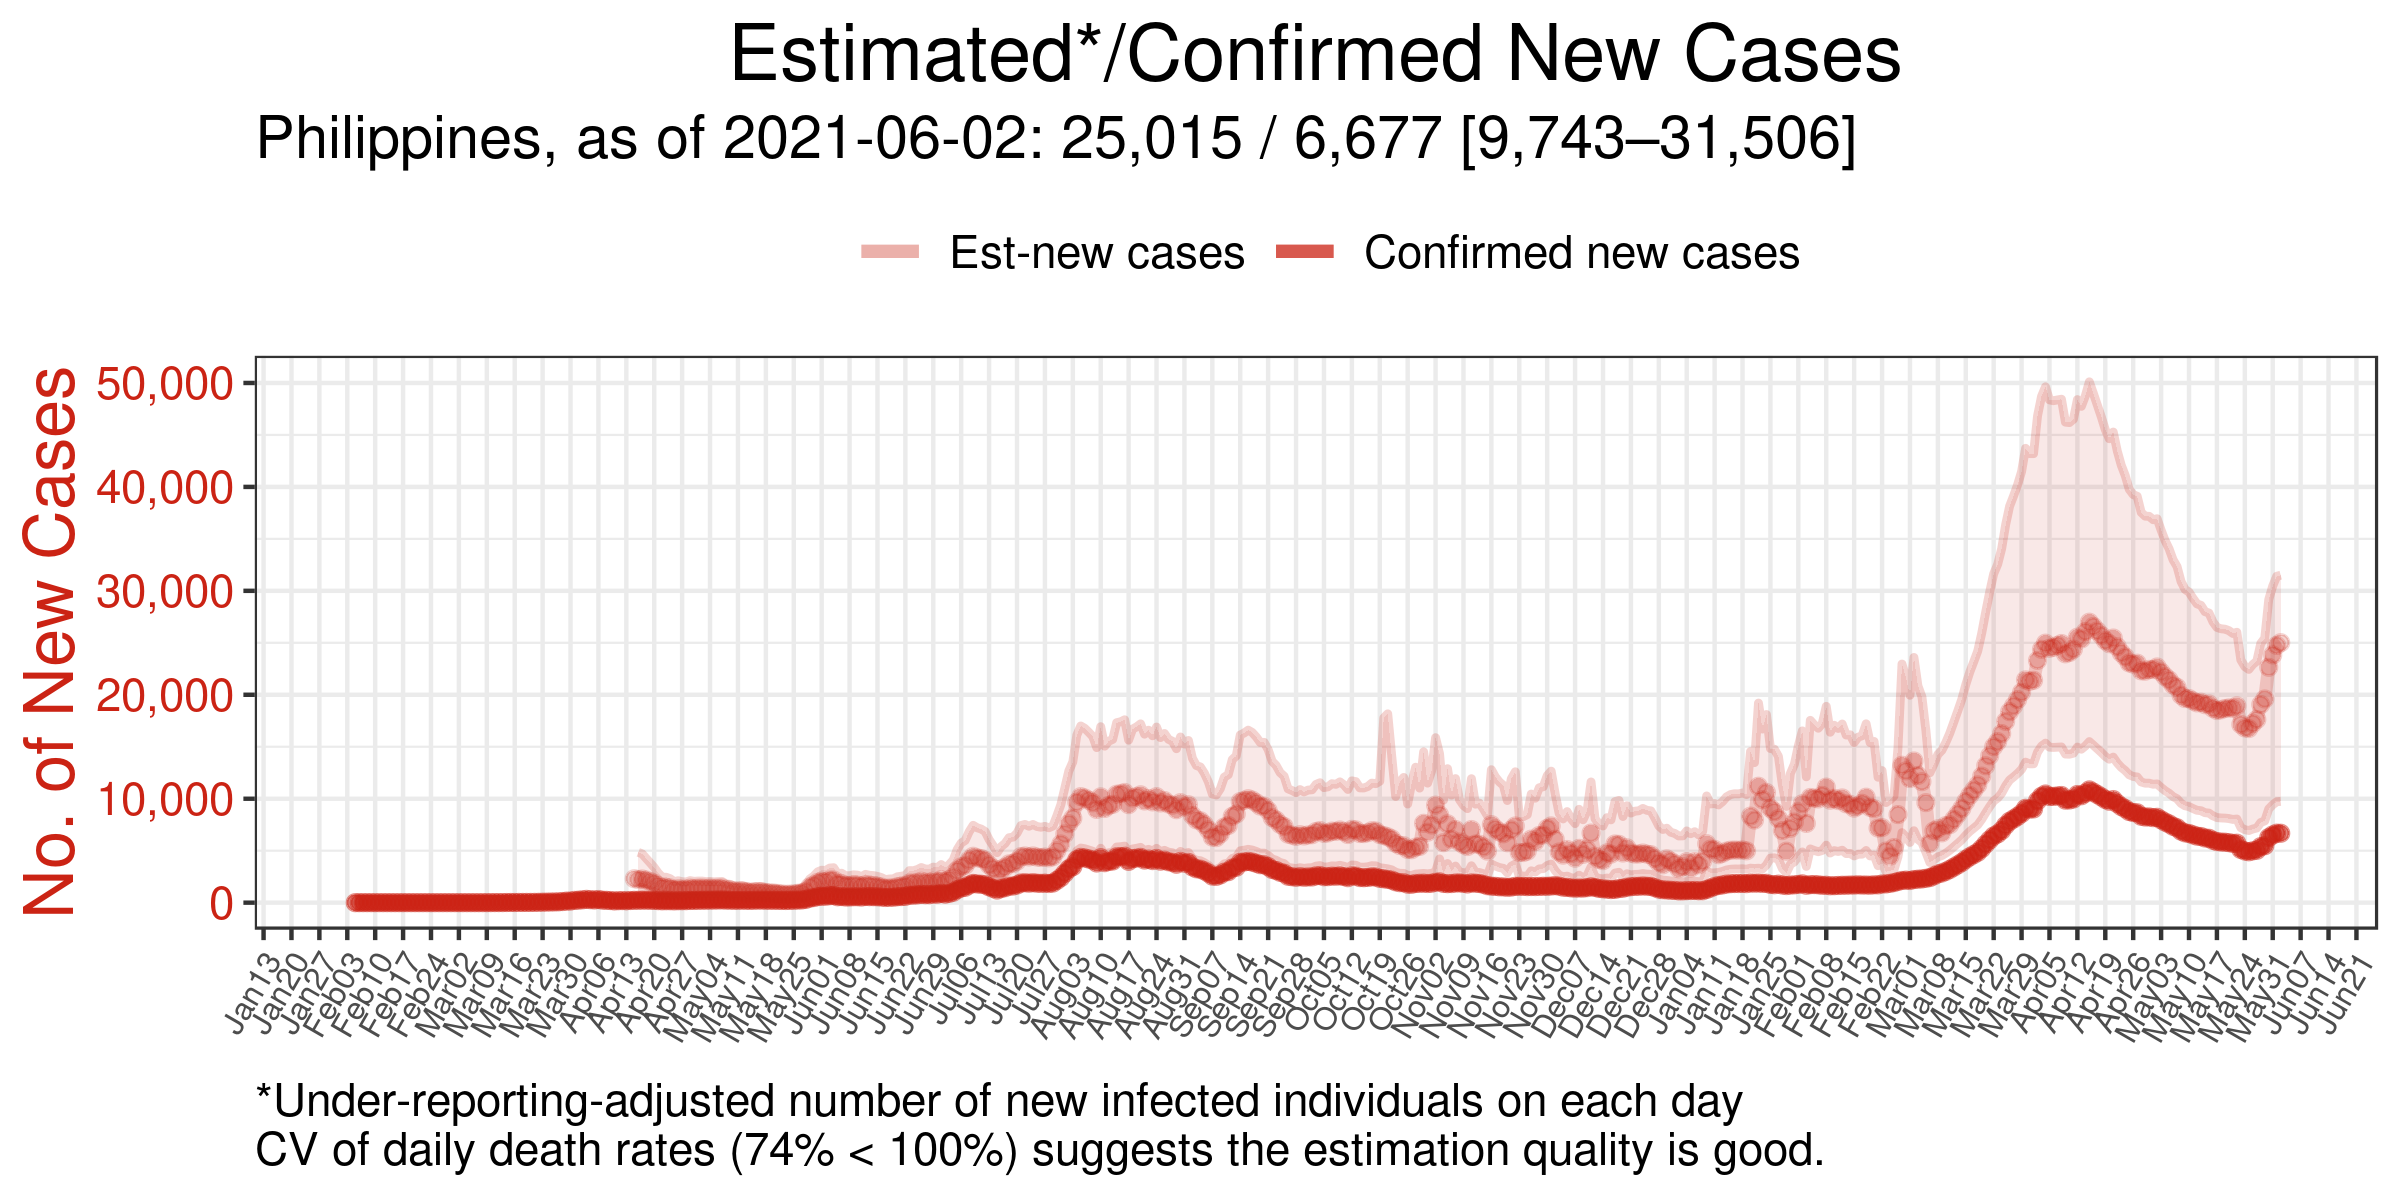 Estimated*/Confirmed New Cases
Philippines, as of 2021-06-02: 25,015 / 6,677 [9,743–31,506]
Est-new cases
Confirmed new cases
No. of New Cases
50,000
40,000
30,000
20,000
10,000
0
Jan13
Jan20
Jan27
Feb03
Feb10
Feb17
Feb24
Mar02
Mar09
Mar16
Mar23
Mar30
Apr06
Apr13
Apr20
Apr27
May04
May11
May18
May25
Jun01
Jun08
Jun15
Jun22
Jun29
Jul06
Jul13
Jul20
Jul27
Aug03
Aug10
Aug17
Aug24
Aug31
Sep07
Sep14
Sep21
Sep28
Oct05
Oct12
Oct19
Oct26
Nov02
Nov09
Nov16
Nov23
Nov30
Dec07
Dec14
Dec21
Dec28
Jan04
Jan11
Jan18
Jan25
Feb01
Feb08
Feb15
Feb22
Mar01
Mar08
Mar15
Mar22
Mar29
Apr05
Apr12
Apr19
Apr26
May03
May10
May17
May24
May31
Jun07
Jun14
Jun21
*Under-reporting-adjusted number of new infected individuals on each day
CV of daily death rates (74% < 100%) suggests the estimation quality is good.